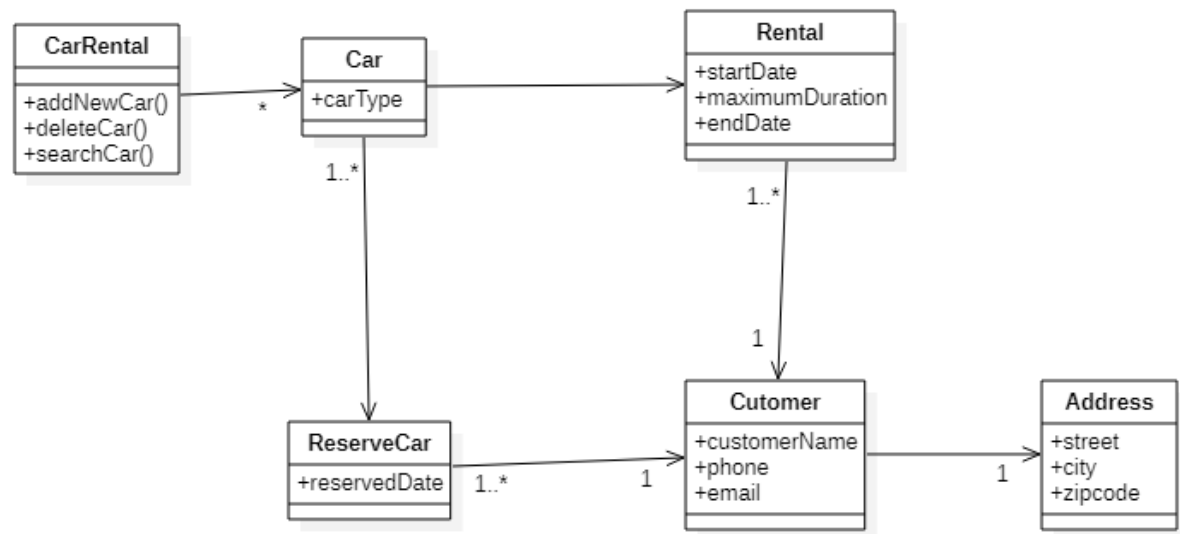 CarRental
+addNewCar()
+deleteCar()
+searchCar()
*
Car
+carType
1..*
Rental
+startDate
+maximumDuration
+endDate
1..*
1
ReserveCar
+reservedDate
1..*
1
Cutomer
+customerName
+phone
+email
1
Address
+street
+city
+zipcode